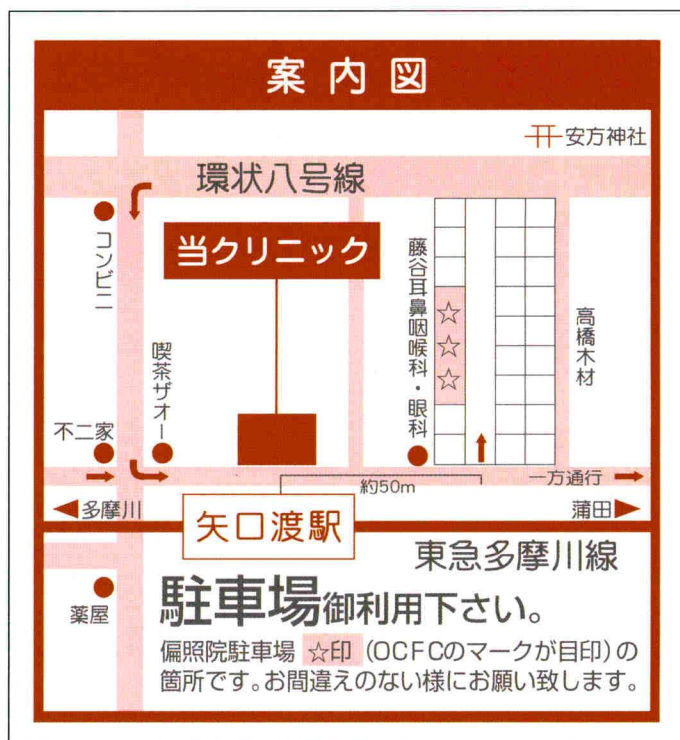 案内図
安方神社
環状八号線
コンビニ
当クリニック
藤谷耳鼻咽喉科・眼科
☆
☆
☆
高橋木材
喫茶ザオー
不二家
約50m
一方通行
多摩川
蒲田
矢口渡駅
東急多摩川線
薬屋
駐車場御利用下さい。
偏照院駐車場 ☆印 (OCFCのマークが目印)の
箇所です。お間違えのない様にお願い致します。